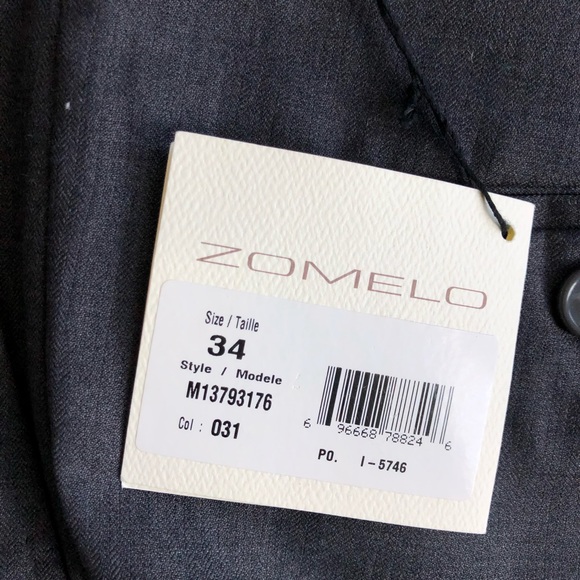 ZOMELO
Size / Taille
34
Style / Modele
M13793176
Col : 031
6 96668 78824 6
PO. I-5746